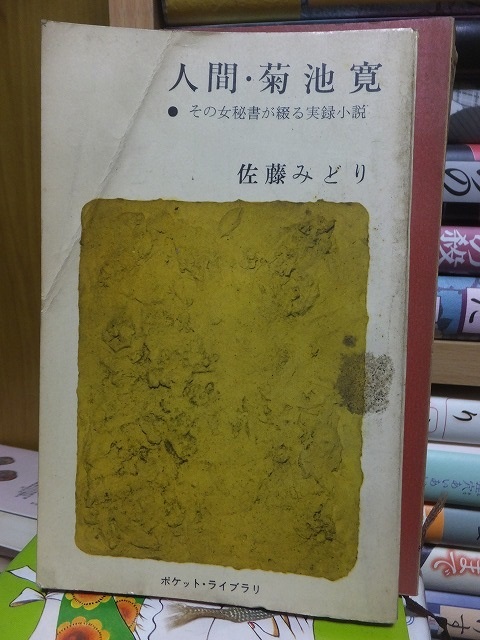 人間・菊池寛
● その女秘書が綴る実録小説
佐藤みどり
ポケット・ライブラリ